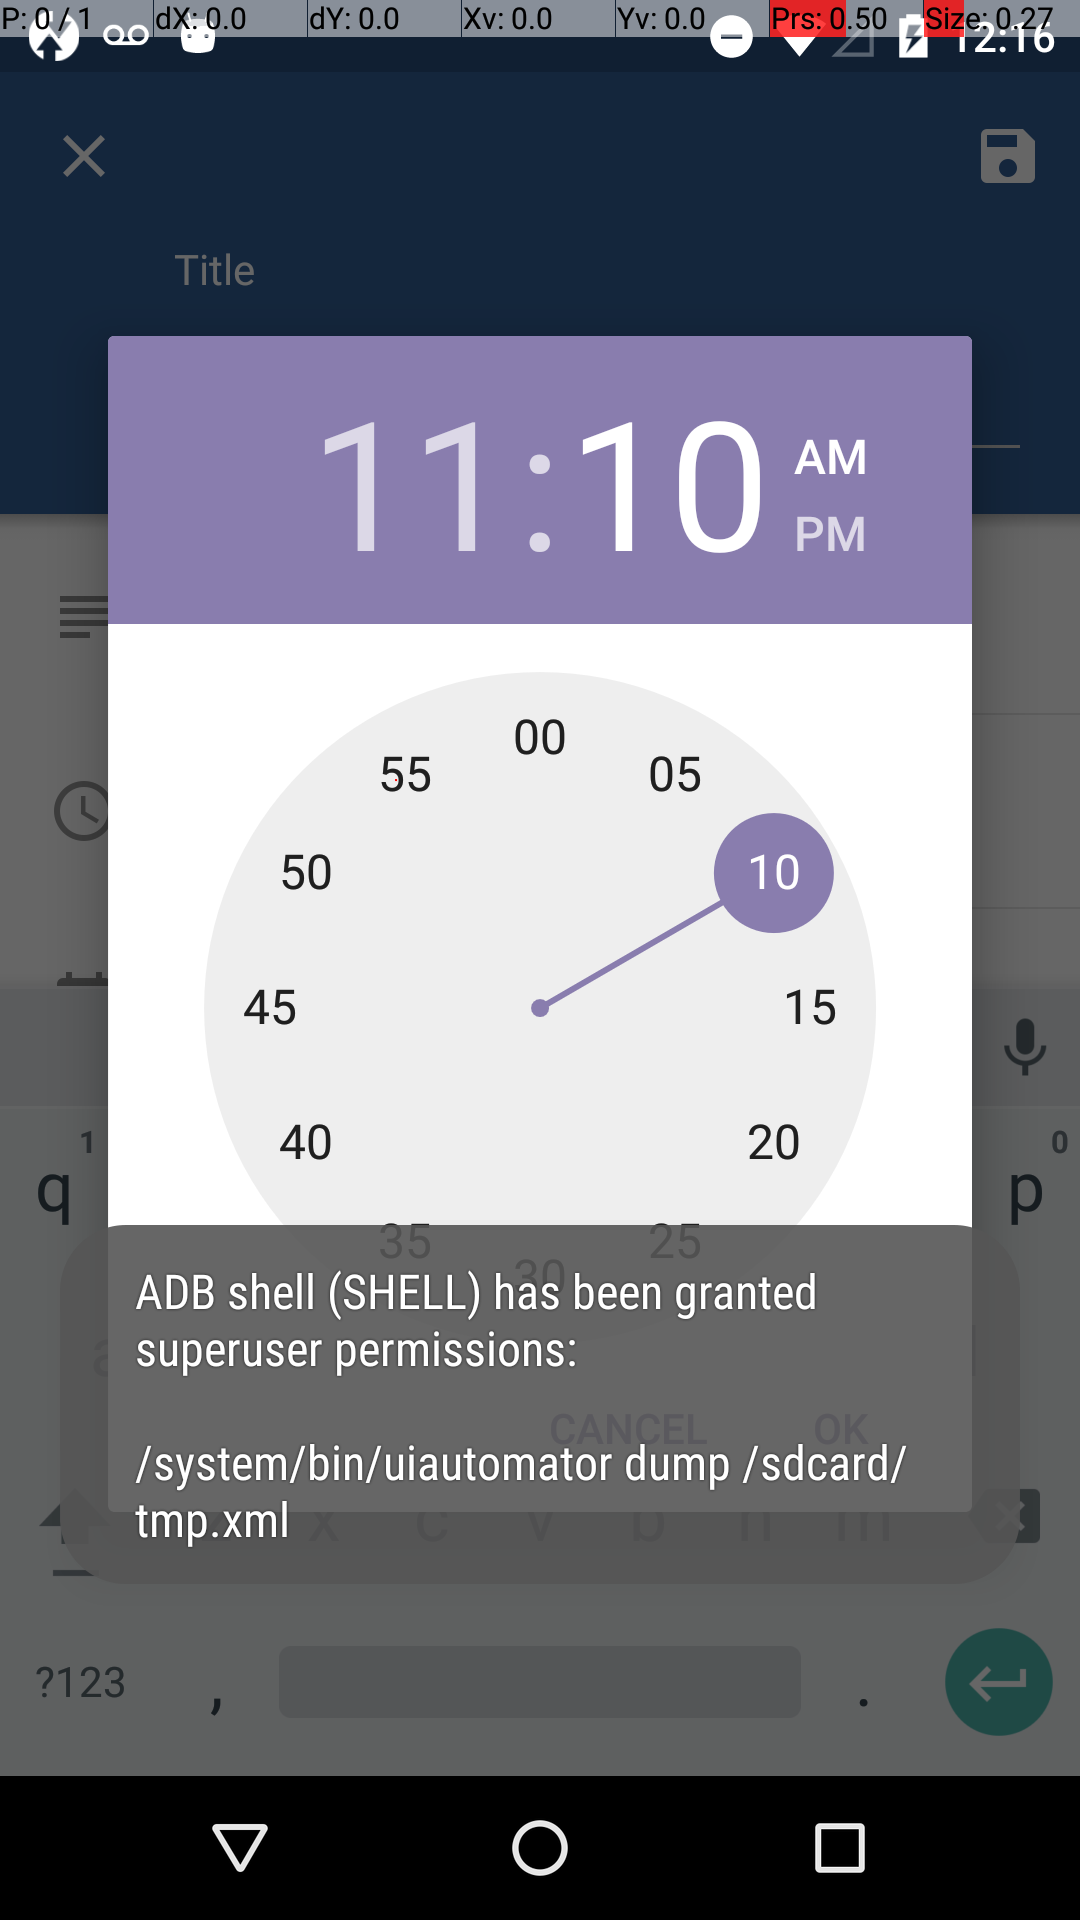 P: 0 / 1 dX: 0.0 dY: 0.0 Xv: 0.0 Yv: 0.0 Prs: 0.50 Size: 0.27
12:16
Title
11:10
AM
PM
00
55 05
50 10
45 15
40 20
35 25
30
1 0
q p
ADB shell (SHELL) has been granted
superuser permissions:
CANCEL OK
/system/bin/uiautomator dump /sdcard/
tmp.xml
x c v b n m
?123 , .